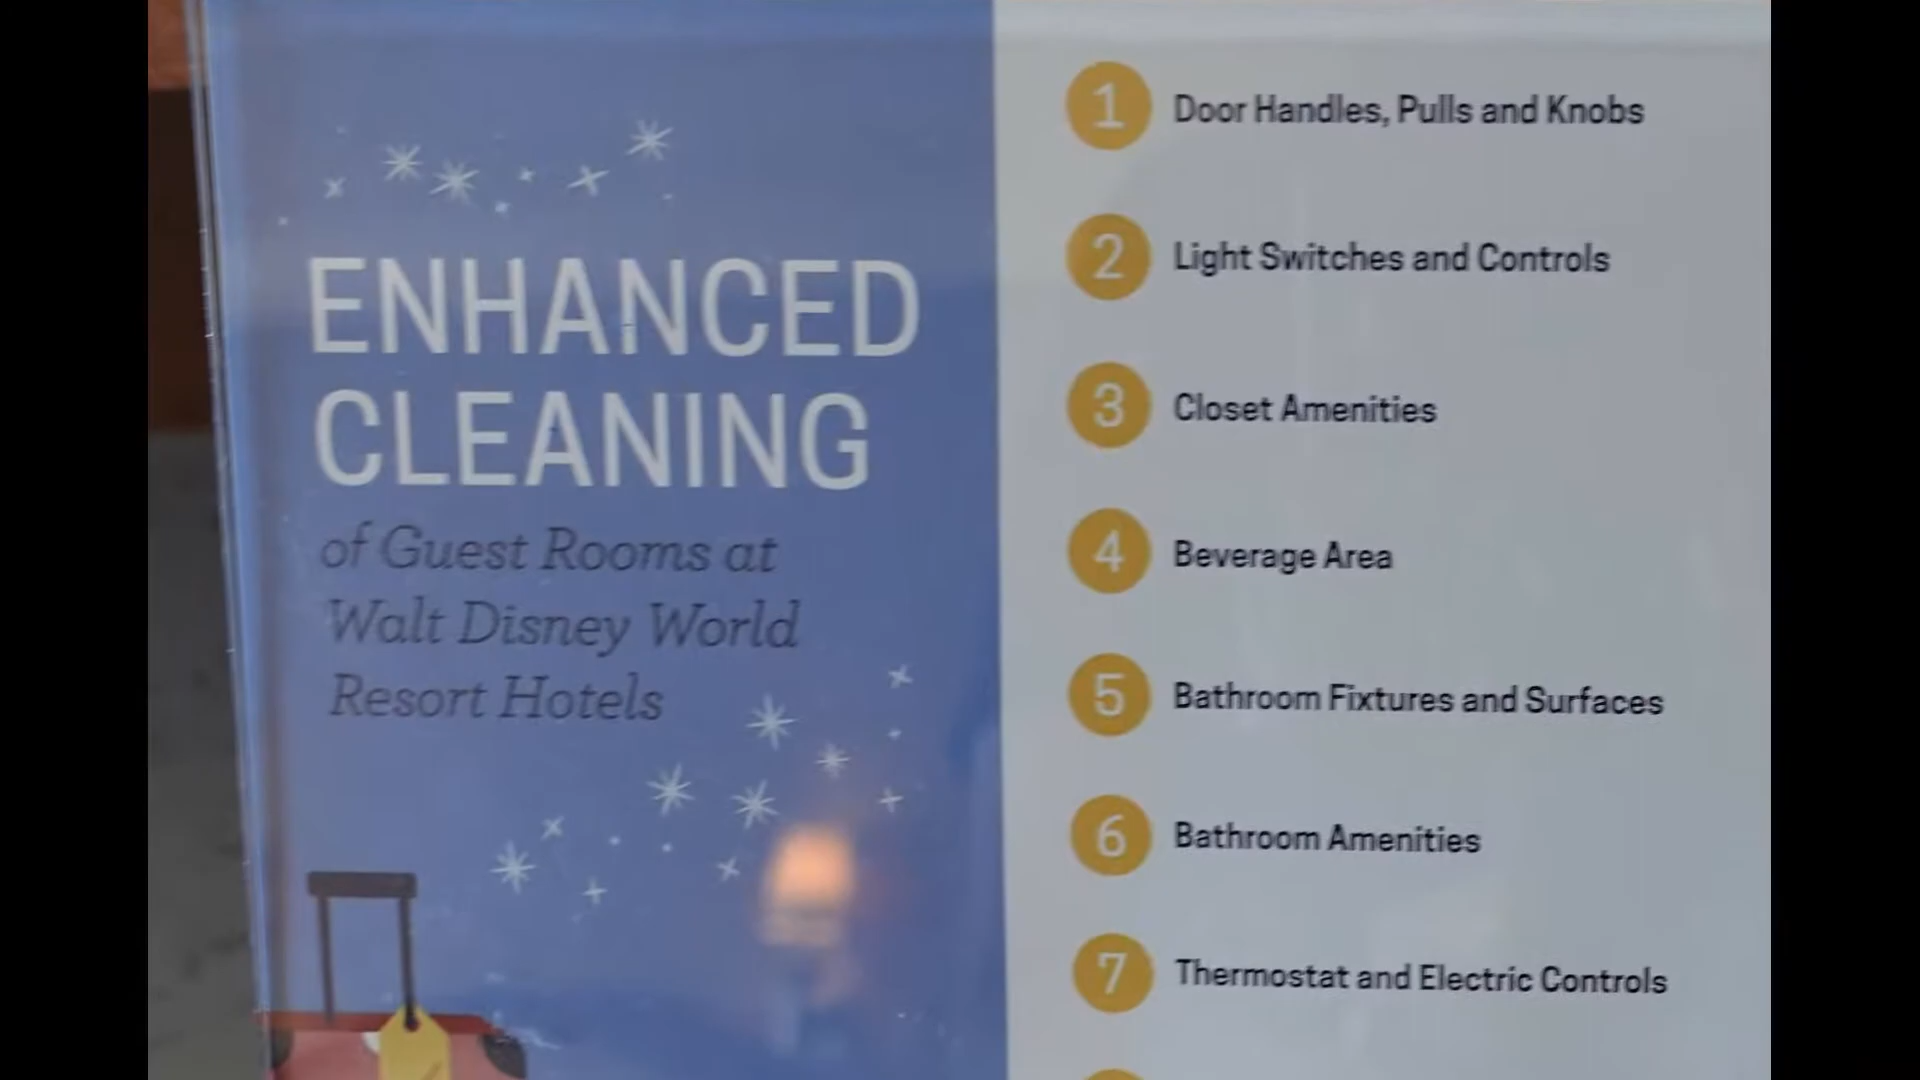 ENHANCED
CLEANING
of Guest Rooms at
Walt Disney World
Resort Hotels
1 Door Handles, Pulls and Knobs
2 Light Switches and Controls
3 Closet Amenities
4 Beverage Area
5 Bathroom Fixtures and Surfaces
6 Bathroom Amenities
7 Thermostat and Electric Controls